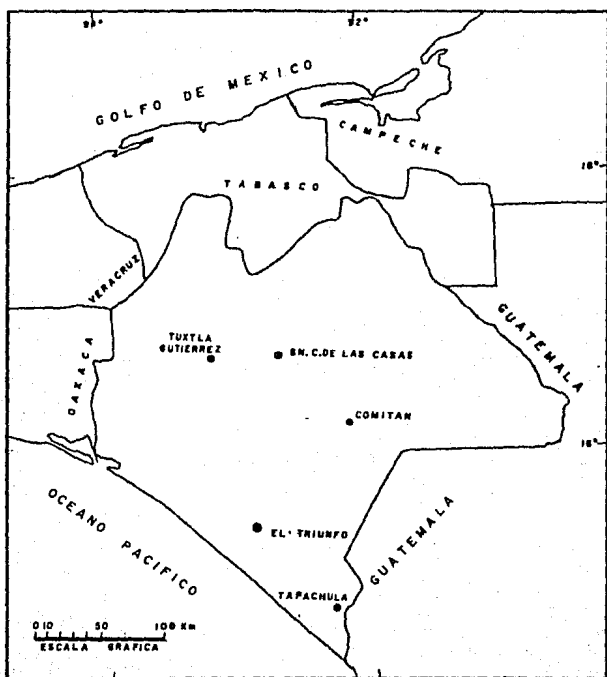 92°
GOLFO DE MEXICO
CAMPECHE
18°
TABASCO
VERACRUZ
GUATEMALA
TUXTLA
GUTIERREZ
SN. C. DE LAS CASAS
OAXACA
COMITAN
16°
OCEANO PACIFICO
EL TRIUNFO
GUATEMALA
TAPACHULA
0 10 50 100 Km
ESCALA GRAFICA